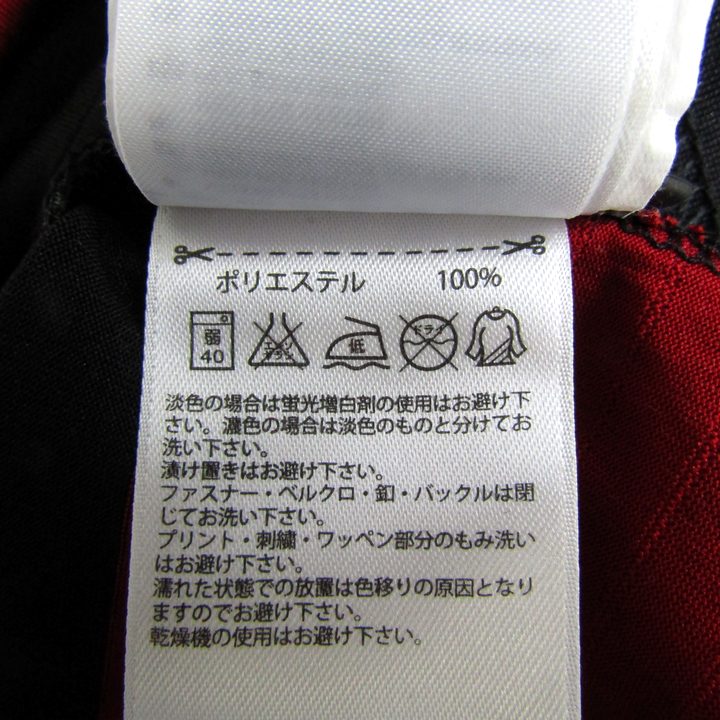 ポリエステル 100%
弱 40 エンソ サラシ 低 ドライ
淡色の場合は蛍光増白剤の使用はお避け下
さい。濃色の場合は淡色のものと分けてお
洗い下さい。
漬け置きはお避け下さい。
ファスナー・ベルクロ・釦・バックルは閉
じてお洗い下さい。
プリント・刺繍・ワッペン部分のもみ洗い
はお避け下さい。
濡れた状態での放置は色移りの原因となり
ますのでお避け下さい。
乾燥機の使用はお避け下さい。